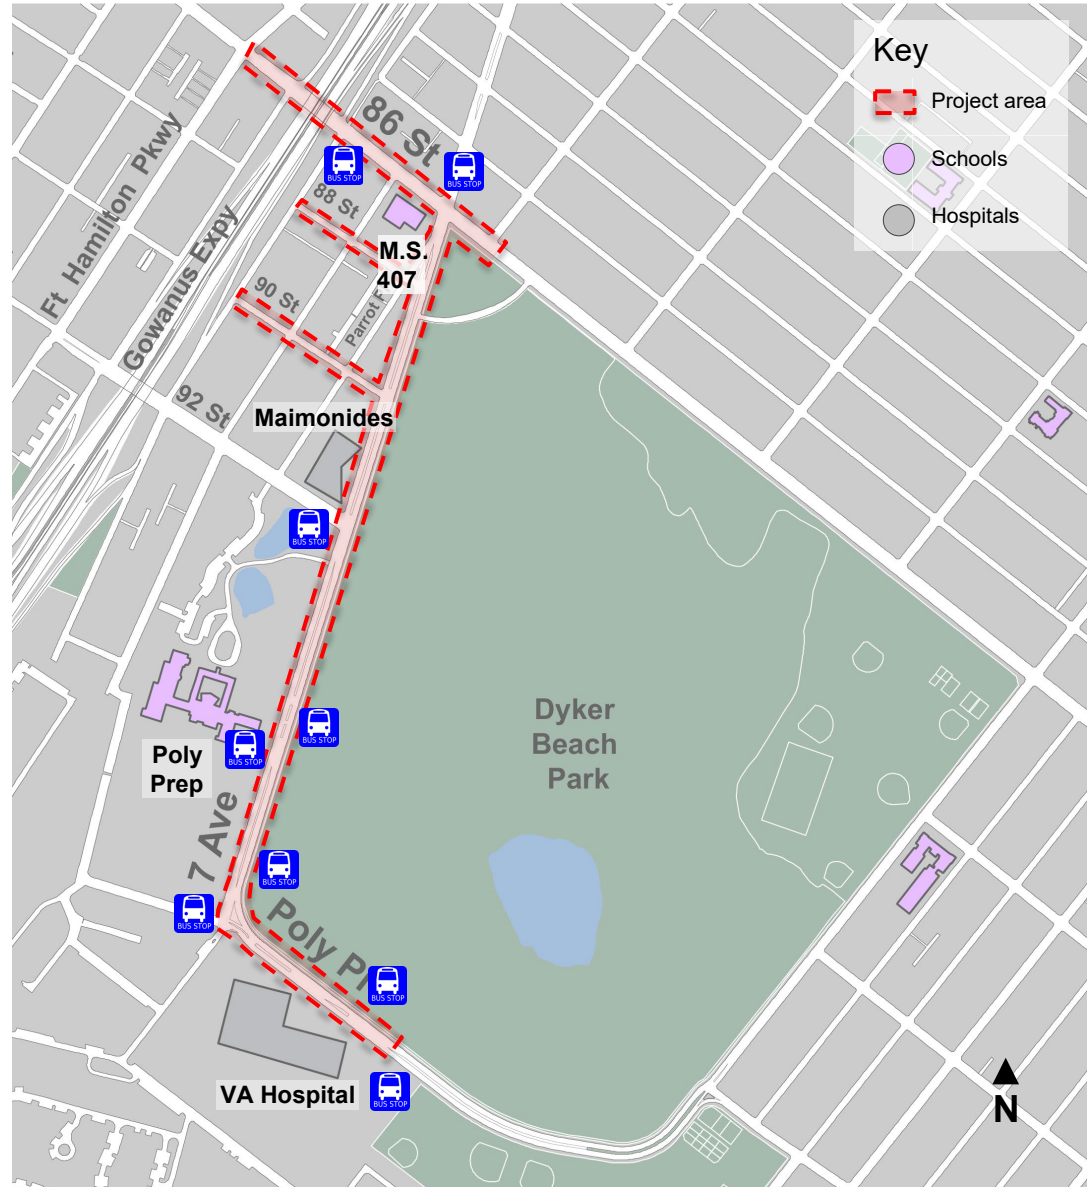 Key
Project area
Schools
Hospitals
86 St
BUS STOP
BUS STOP
Ft Hamilton Pkwy
88 St
Gowanus Expy
M.S.
407
90 St
Parrot
92 St
Maimonides
BUS STOP
Dyker
Beach
Park
BUS STOP
BUS STOP
Poly
Prep
7 Ave
BUS STOP
BUS STOP
Poly
BUS STOP
VA Hospital
BUS STOP
N